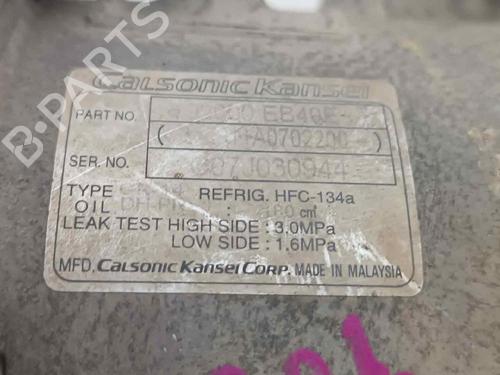 Calsonic Kansei
PART NO.
SER. NO. J030944
TYPE REFRIG. HFC-134a
OIL : cm³
LEAK TEST HIGH SIDE : 3.0MPa
LOW SIDE : 1.6MPa
MFD. CALSONIC KANSEI CORP. MADE IN MALAYSIA
B-PARTS